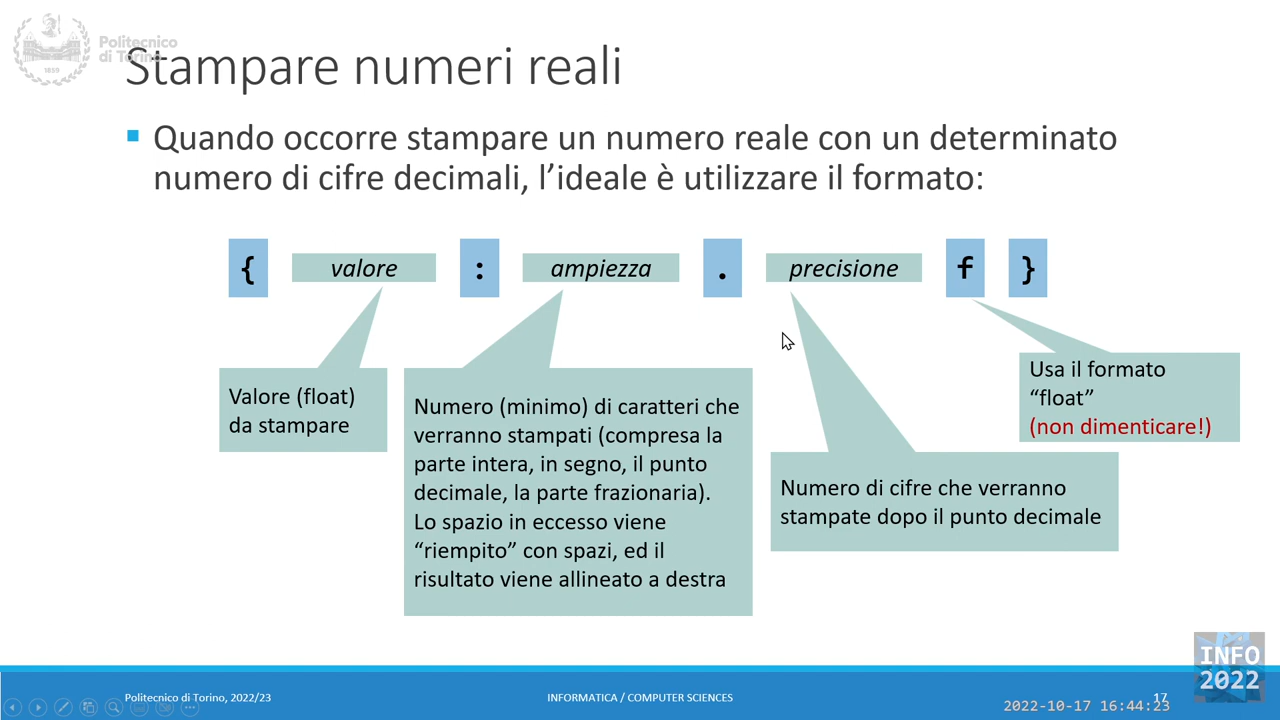 Politecnico
di Torino
1859
Stampare numeri reali
Quando occorre stampare un numero reale con un determinato
numero di cifre decimali, l’ideale è utilizzare il formato:
{ valore : ampiezza . precisione f }
Valore (float)
da stampare
Numero (minimo) di caratteri che
verranno stampati (compresa la
parte intera, in segno, il punto
decimale, la parte frazionaria).
Lo spazio in eccesso viene
“riempito” con spazi, ed il
risultato viene allineato a destra
Numero di cifre che verranno
stampate dopo il punto decimale
Usa il formato
“float”
(non dimenticare!)
INFO
2022
Politecnico di Torino, 2022/23
INFORMATICA / COMPUTER SCIENCES
17
2022-10-17 16:44:23